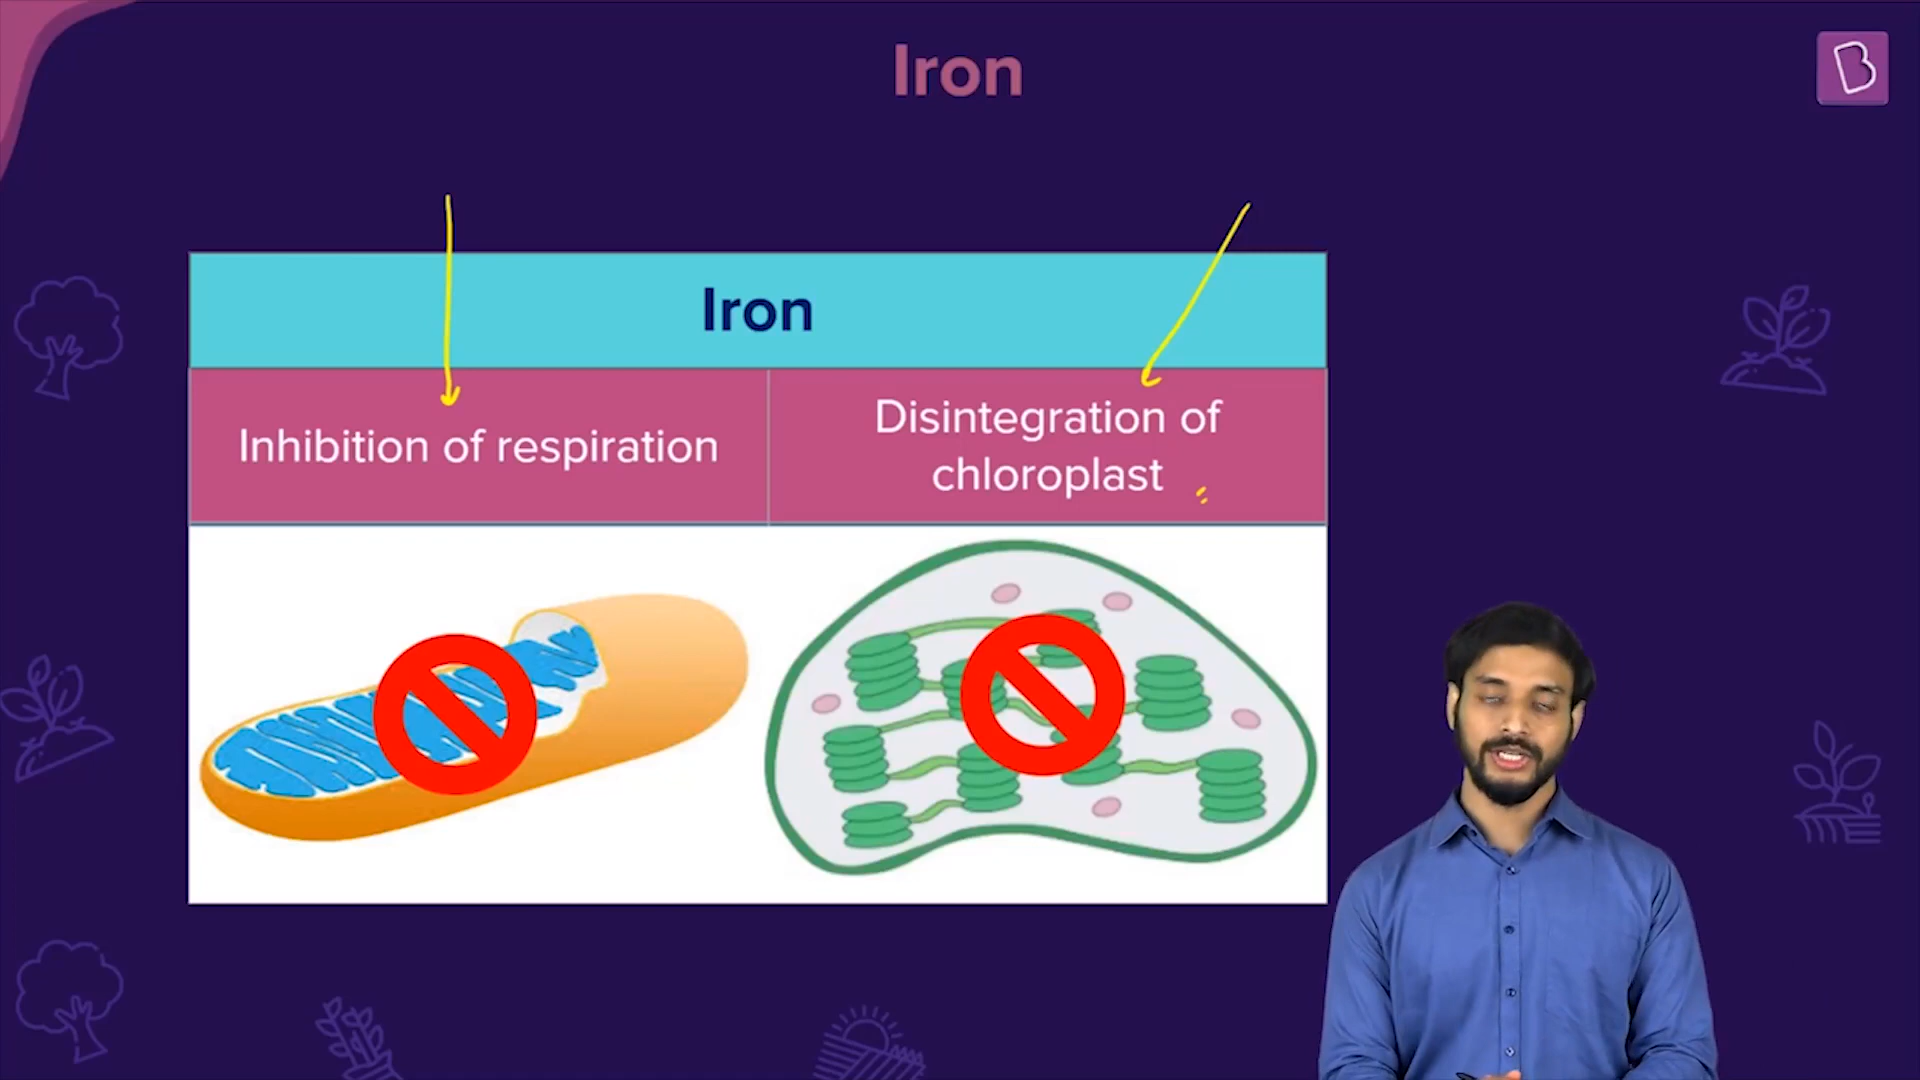 Iron
B
Iron
Inhibition of respiration
Disintegration of
chloroplast